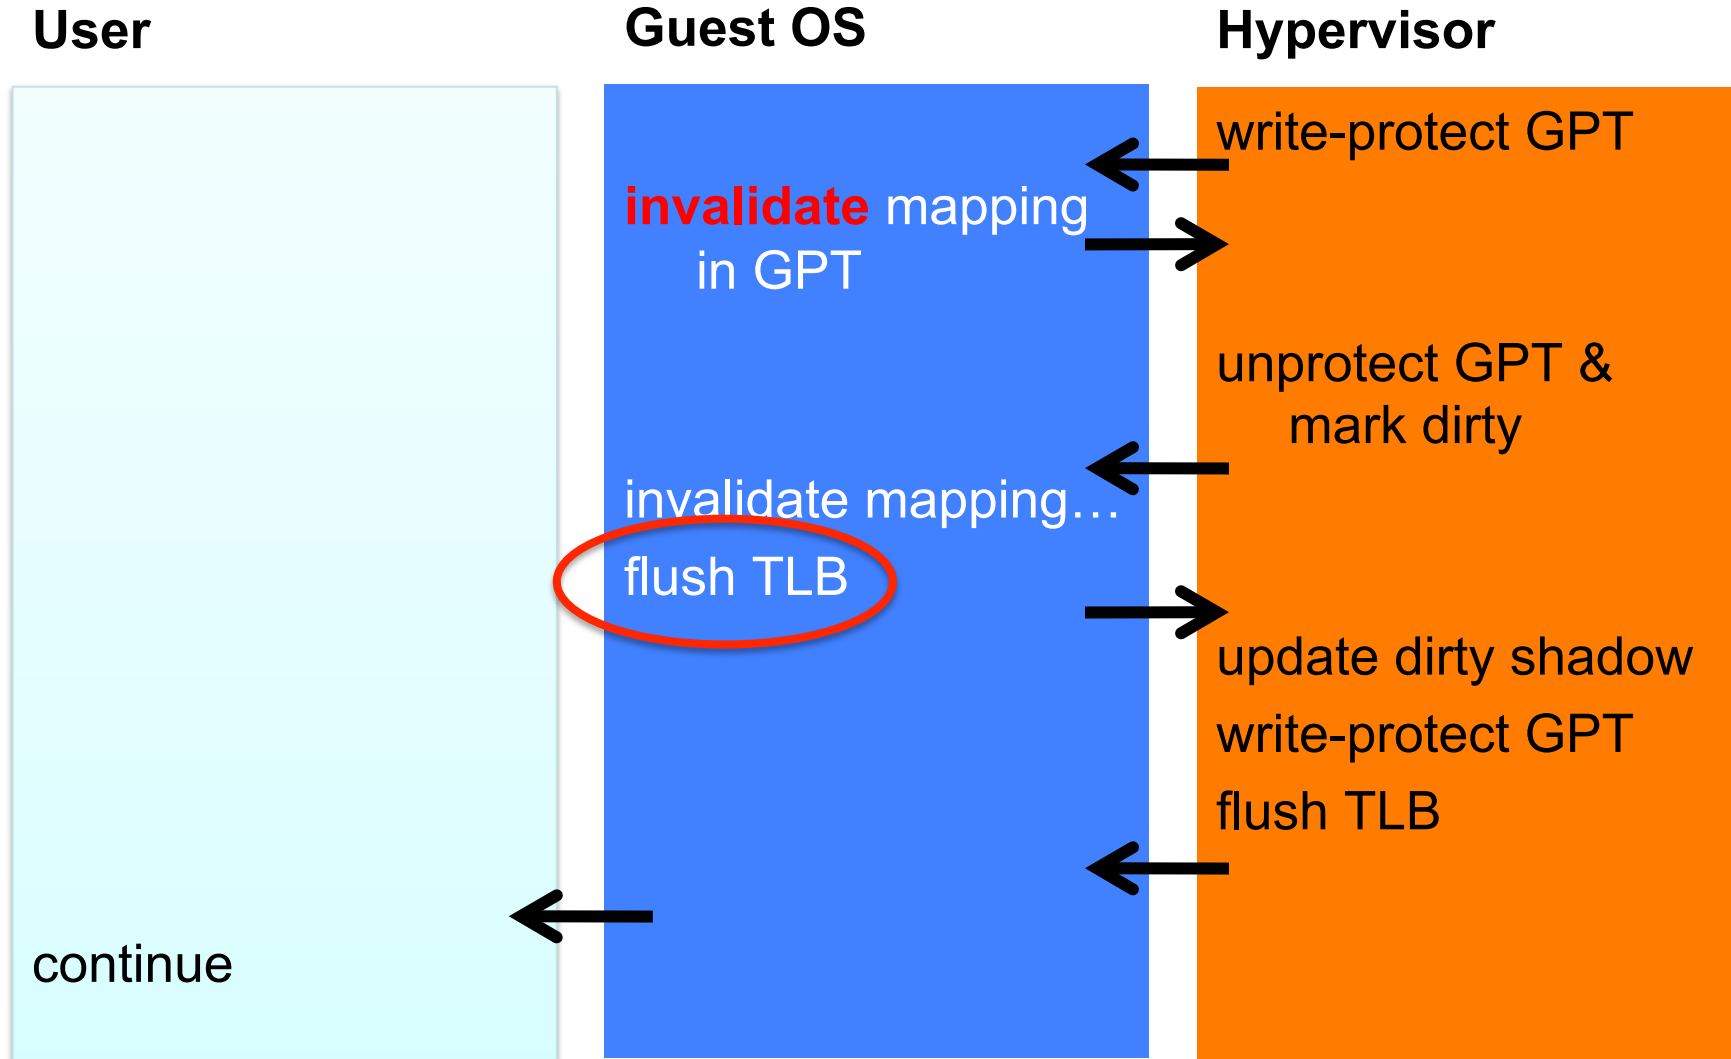 User
Guest OS
Hypervisor
write-protect GPT
invalidate mapping
in GPT
unprotect GPT &
mark dirty
invalidate mapping…
flush TLB
update dirty shadow
write-protect GPT
flush TLB
continue